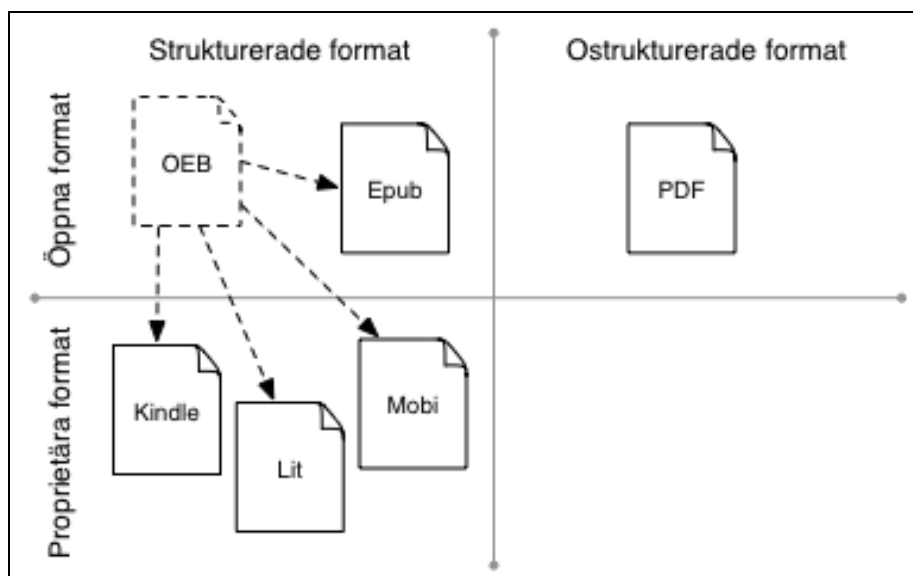 Strukturerade format
Ostrukturerade format
Öppna format
OEB
Epub
PDF
Proprietära format
Kindle
Lit
Mobi